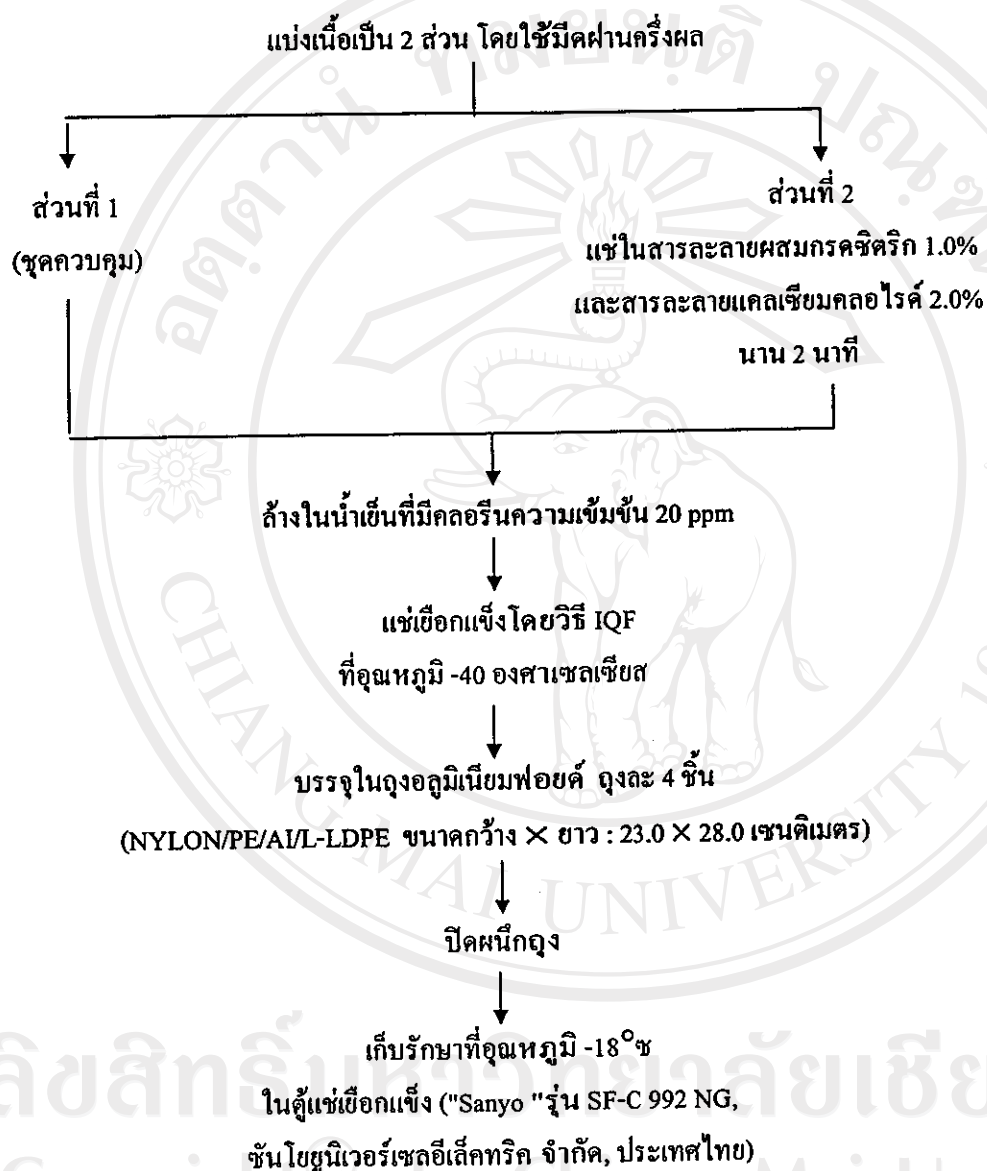 แบ่งเนื้อเป็น 2 ส่วน โดยใช้มีดฝานครึ่งผล
ส่วนที่ 1
(ชุดควบคุม)
ส่วนที่ 2
แช่ในสารละลายผสมกรดซิตริก 1.0%
และสารละลายแคลเซียมคลอไรด์ 2.0%
นาน 2 นาที
ล้างในน้ำเย็นที่มีคลอรีนความเข้มข้น 20 ppm
แช่เยือกแข็งโดยวิธี IQF
ที่อุณหภูมิ -40 องศาเซลเซียส
บรรจุในถุงอลูมิเนียมฟอยด์ ถุงละ 4 ชิ้น
(NYLON/PE/Al/L-LDPE ขนาดกว้าง × ยาว : 23.0 × 28.0 เซนติเมตร)
ปิดผนึกถุง
เก็บรักษาที่อุณหภูมิ -18°ซ
ในตู้แช่เยือกแข็ง ("Sanyo "รุ่น SF-C 992 NG,
ซันโยยูนิเวอร์เซลอีเล็คทริค จำกัด, ประเทศไทย)
CHIANG MAI UNIVERSITY